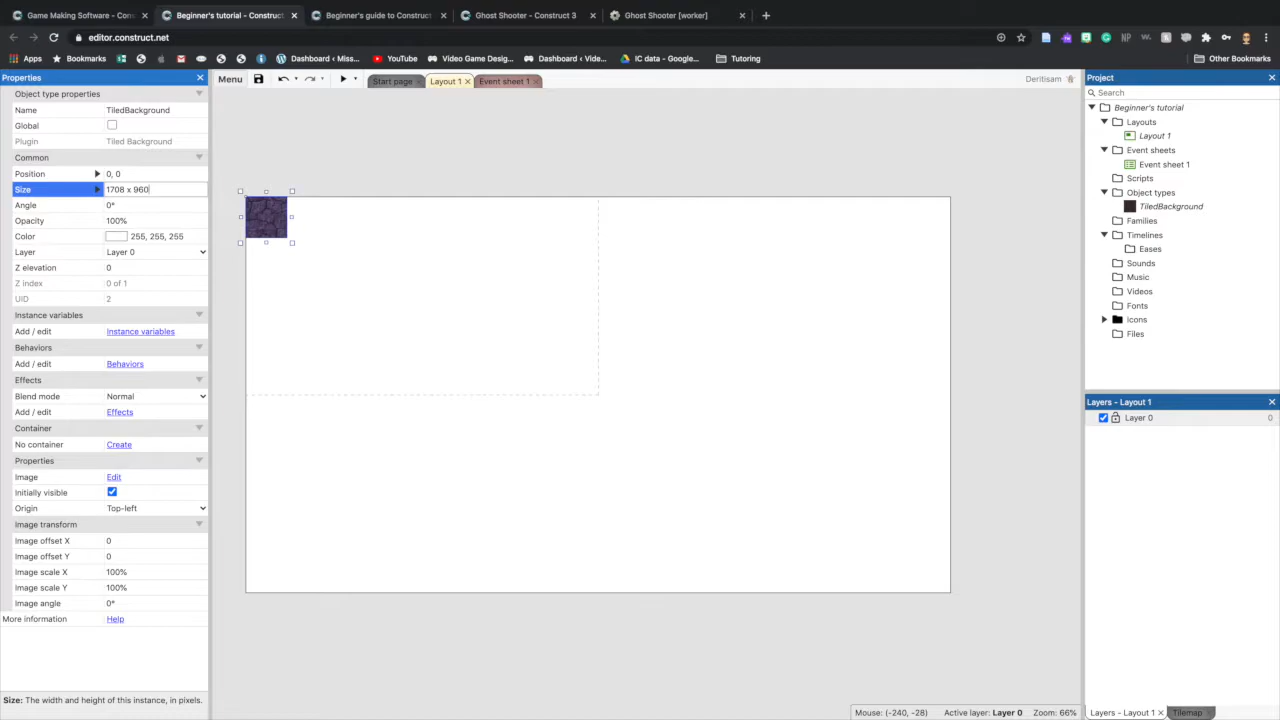 Game Making Software - Cons
Beginner's tutorial - Construct
Beginner's guide to Construct
Ghost Shooter - Construct 3
Ghost Shooter [worker]
editor.construct.net
Apps
Bookmarks
Dashboard ‹ Miss...
YouTube
Video Game Desig...
Dashboard ‹ Vide...
IC data - Google...
Tutoring
Other Bookmarks
Properties
Menu
Start page
Layout 1
Event sheet 1
Deritisam
Project
Object type properties
Name TiledBackground
Global
Plugin Tiled Background
Common
Position 0, 0
Size 1708 x 960
Angle 0°
Opacity 100%
Color 255, 255, 255
Layer Layer 0
Z elevation 0
Z index 0 of 1
UID 2
Instance variables
Add / edit Instance variables
Behaviors
Add / edit Behaviors
Effects
Blend mode Normal
Add / edit Effects
Container
No container Create
Properties
Image Edit
Initially visible
Origin Top-left
Image transform
Image offset X 0
Image offset Y 0
Image scale X 100%
Image scale Y 100%
Image angle 0°
More information Help
Size: The width and height of this instance, in pixels.
Search
Beginner's tutorial
Layouts
Layout 1
Event sheets
Event sheet 1
Scripts
Object types
TiledBackground
Families
Timelines
Eases
Sounds
Music
Videos
Fonts
Icons
Files
Layers - Layout 1
Layer 0 0
Mouse: (-240, -28) Active layer: Layer 0 Zoom: 66%
Layers - Layout 1
Tilemap